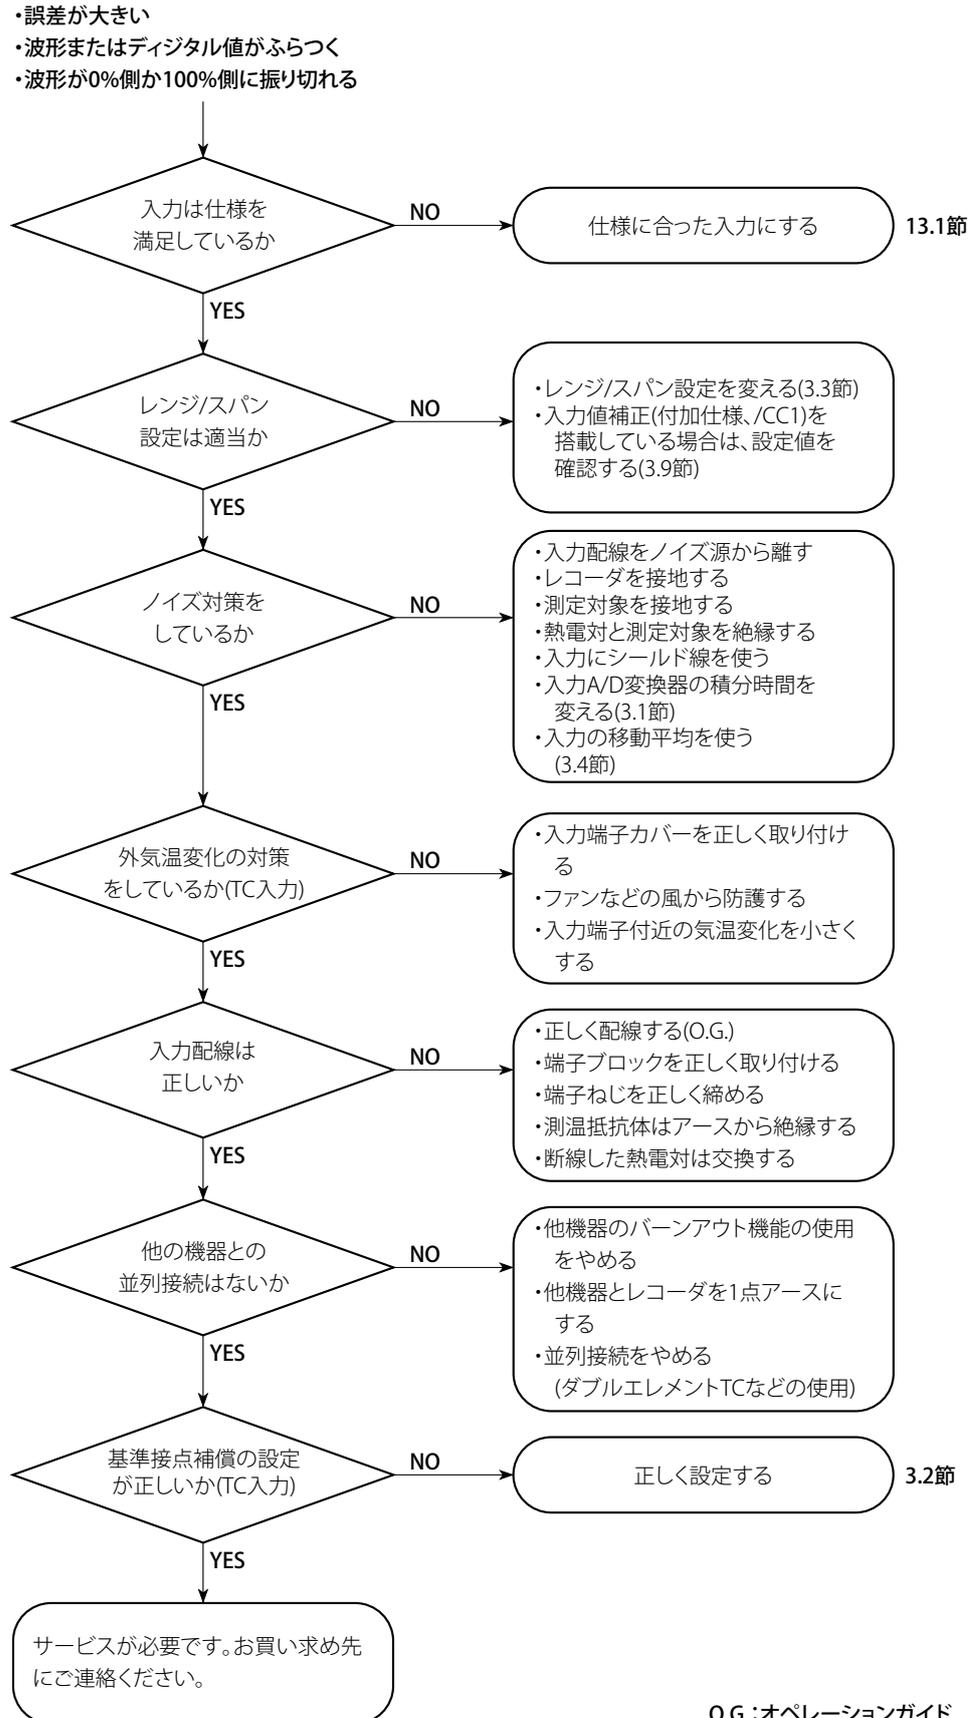 ・誤差が大きい
・波形またはディジタル値がふらつく
・波形が0%側か100%側に振り切れる
入力は仕様を
満足しているか
NO
仕様に合った入力にする
13.1節
YES
レンジ/スパン
設定は適当か
NO
・レンジ/スパン設定を変える(3.3節)
・入力値補正(付加仕様、/CC1)を
搭載している場合は、設定値を
確認する(3.9節)
YES
ノイズ対策を
しているか
NO
・入力配線をノイズ源から離す
・レコーダを接地する
・測定対象を接地する
・熱電対と測定対象を絶縁する
・入力にシールド線を使う
・入力A/D変換器の積分時間を
変える(3.1節)
・入力の移動平均を使う
(3.4節)
YES
外気温変化の対策
をしているか(TC入力)
NO
・入力端子カバーを正しく取り付け
る
・ファンなどの風から防護する
・入力端子付近の気温変化を小さく
する
YES
入力配線は
正しいか
NO
・正しく配線する(O.G.)
・端子ブロックを正しく取り付ける
・端子ねじを正しく締める
・測温抵抗体はアースから絶縁する
・断線した熱電対は交換する
YES
他の機器との
並列接続はないか
NO
・他機器のバーンアウト機能の使用
をやめる
・他機器とレコーダを1点アースに
する
・並列接続をやめる
(ダブルエレメントTCなどの使用)
YES
基準接点補償の設定
が正しいか(TC入力)
NO
正しく設定する
3.2節
YES
サービスが必要です。お買い求め先
にご連絡ください。
O.G.:オペレーションガイド